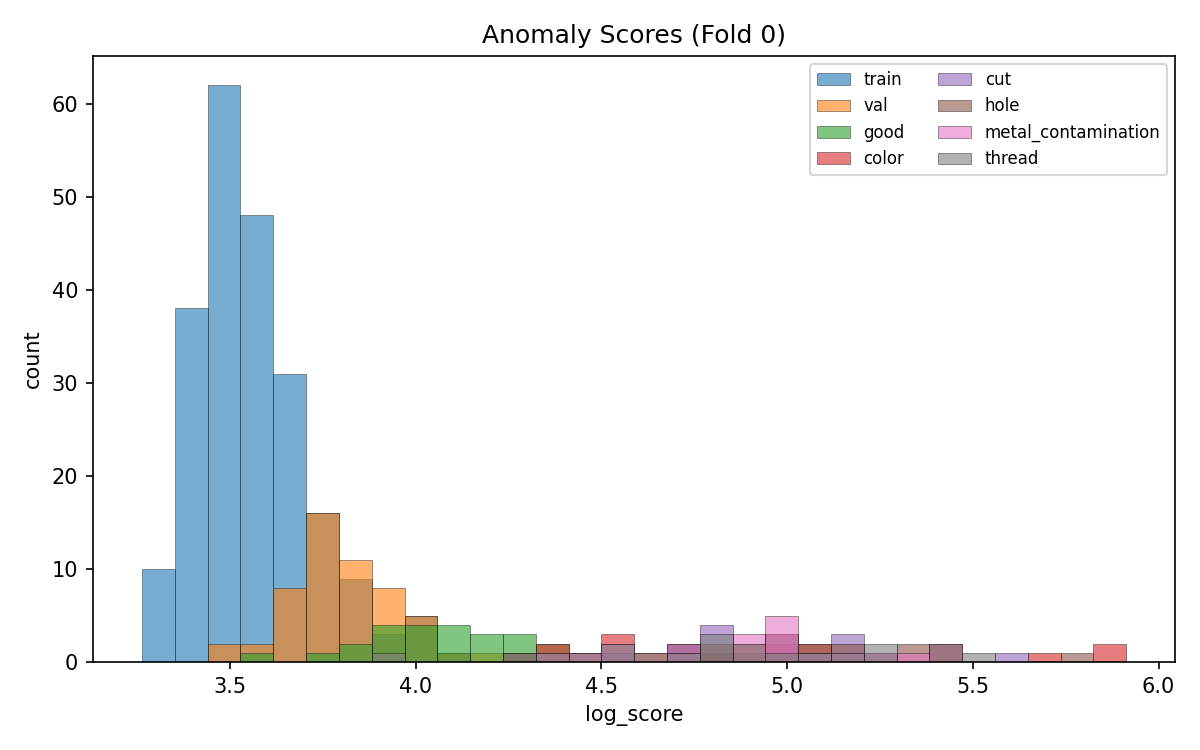 Anomaly Scores (Fold 0)
train
val
good
color
cut
hole
metal_contamination
thread
count
60
50
40
30
20
10
0
3.5
4.0
4.5
5.0
5.5
6.0
log_score